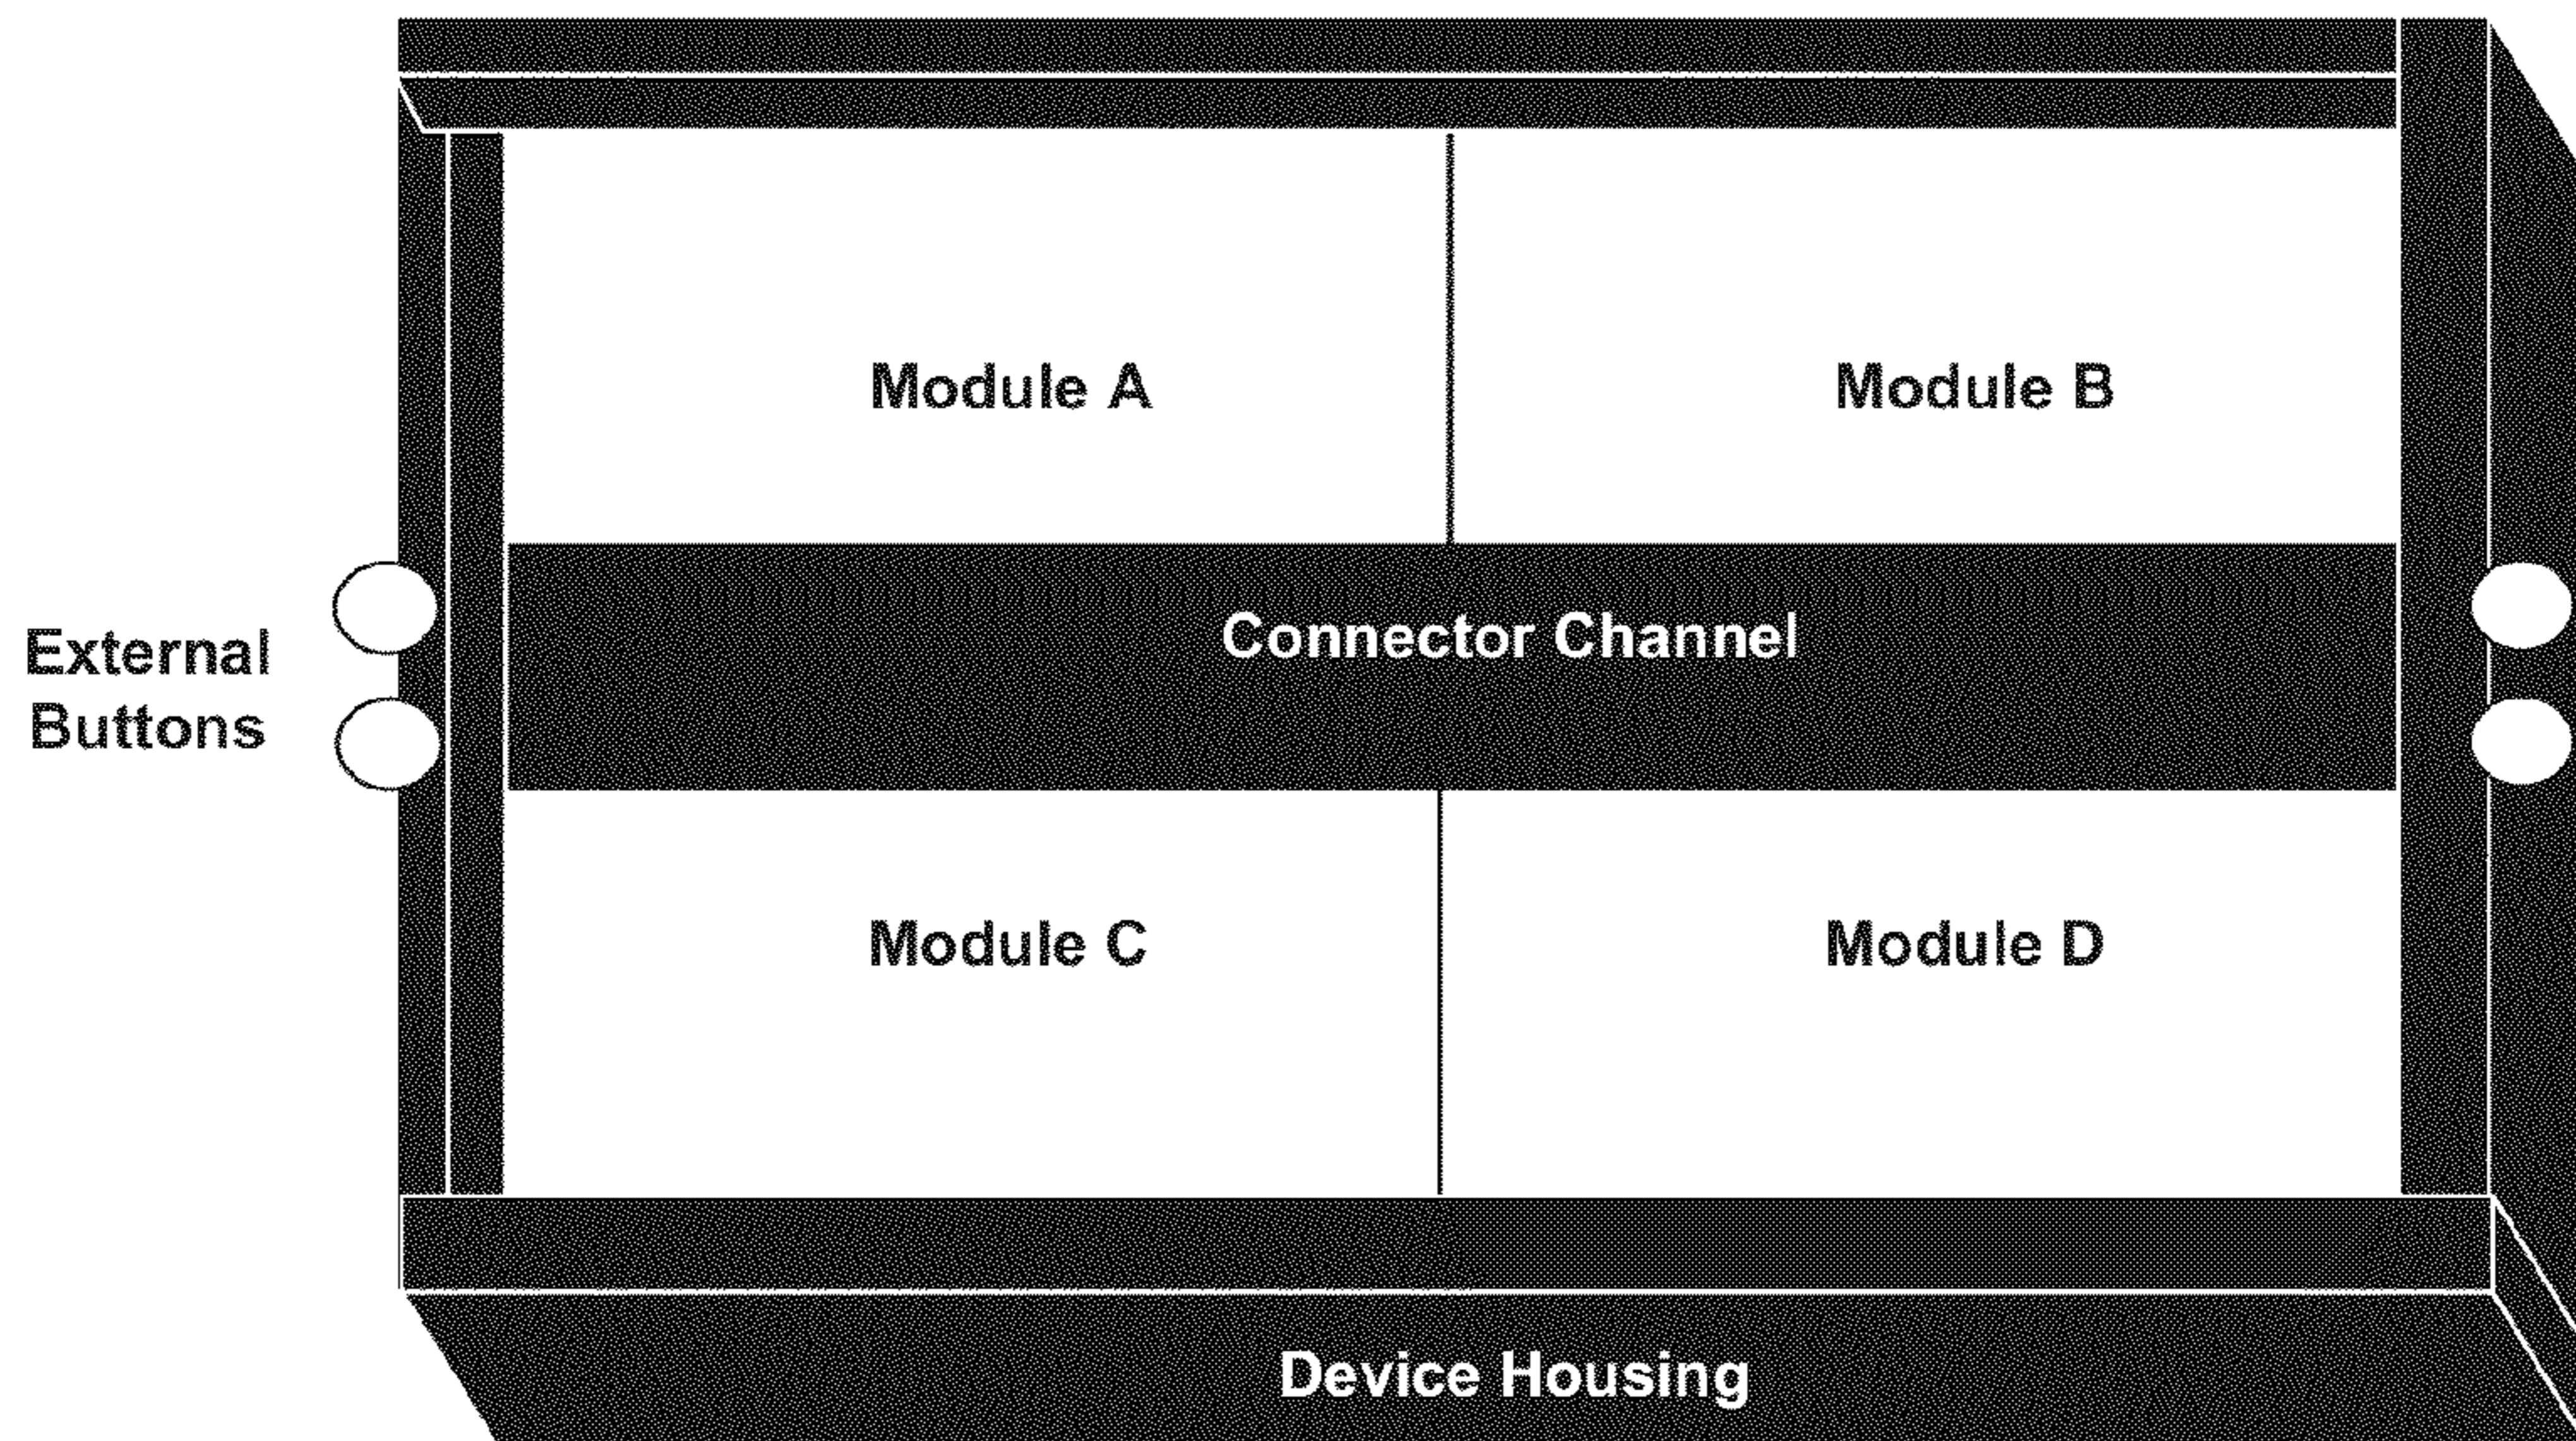 Module A
Module B
External
Buttons
Connector Channel
Module C
Module D
Device Housing